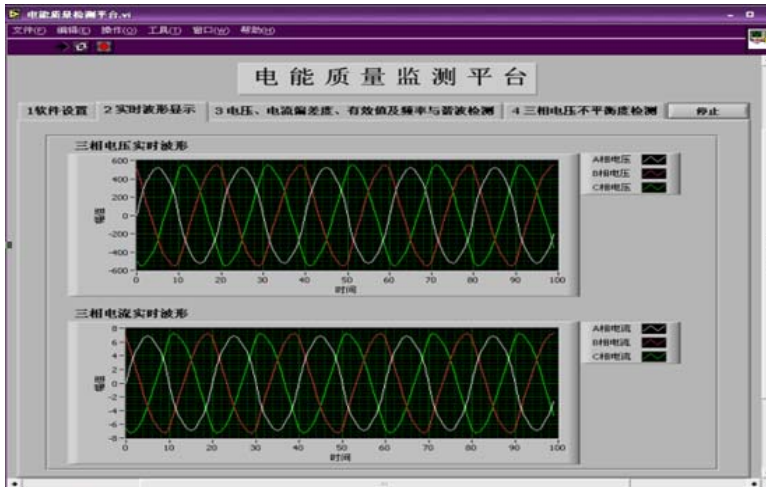 电能质量检测平台.vi
文件(F) 编辑(E) 操作(O) 工具(T) 窗口(W) 帮助(H)
电能质量监测平台
1软件设置 2实时波形显示 3电压、电流偏差度、有效值及频率与谐波检测 4三相电压不平衡度检测 停止
三相电压实时波形
600
400
200
0
-200
-400
-600
幅值
0 10 20 30 40 50 60 70 80 90 100
时间
A相电压
B相电压
C相电压
三相电流实时波形
8
6
4
2
0
-2
-4
-6
-8
幅值
0 10 20 30 40 50 60 70 80 90 100
时间
A相电流
B相电流
C相电流